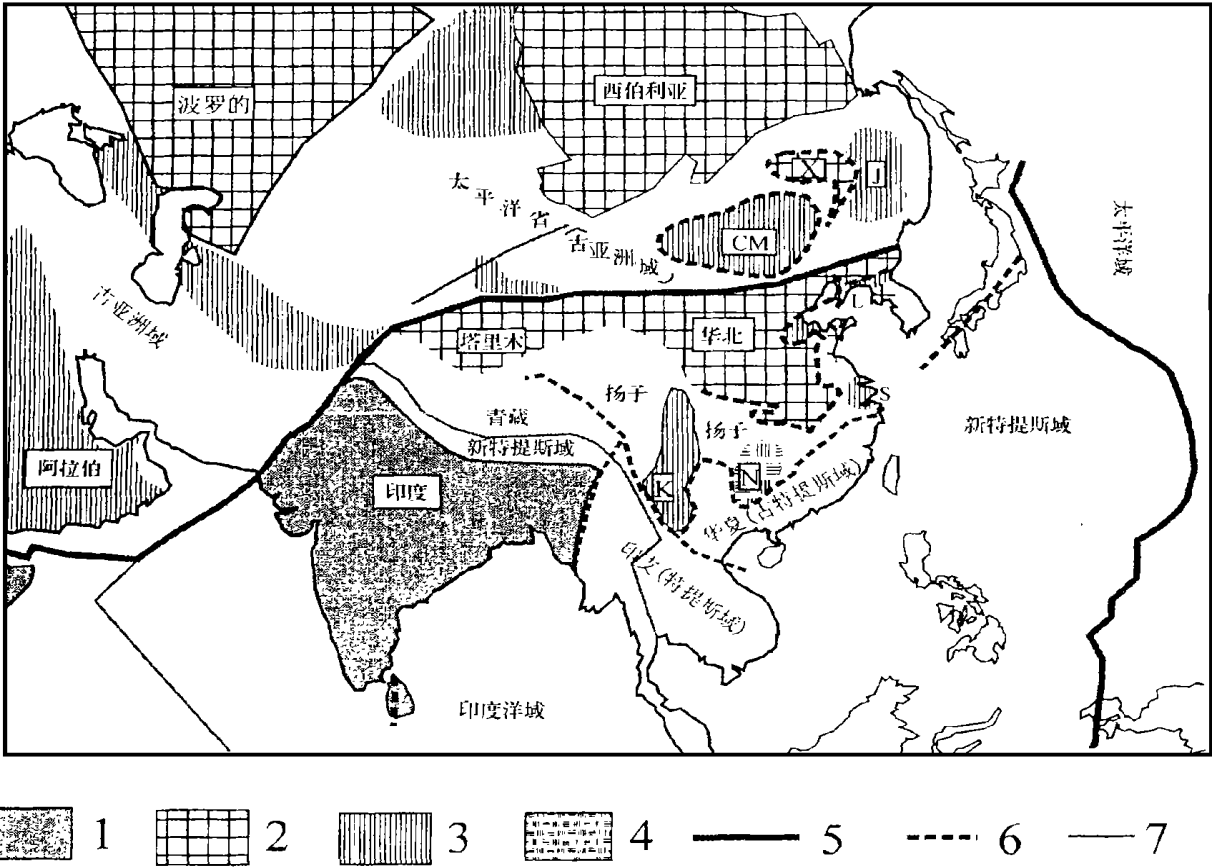 波罗的
西伯利亚
X
J
太平洋省
CM
太平洋域
(古亚洲域)
古亚洲域
L
塔里木
华北
扬子
S
青藏
扬子
新特提斯域
新特提斯域
阿拉伯
印度
K
N
华夏(古特提斯域)
印支(特提斯域)
印度洋域
1 2 3 4 5 6 7